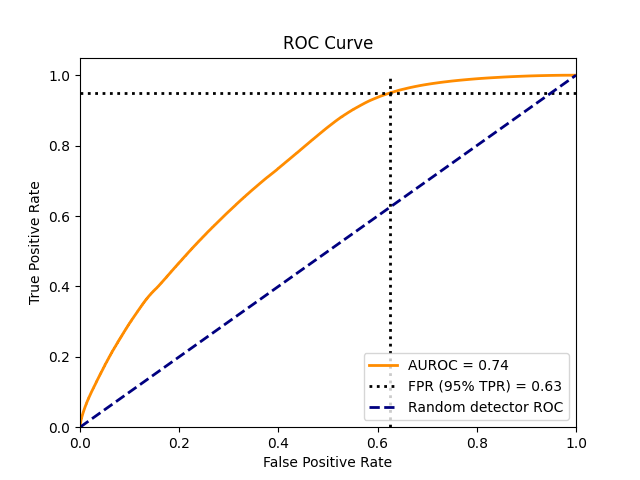 ROC Curve
1.0
0.8
0.6
0.4
0.2
0.0
True Positive Rate
AUROC = 0.74
FPR (95% TPR) = 0.63
Random detector ROC
0.0 0.2 0.4 0.6 0.8 1.0
False Positive Rate